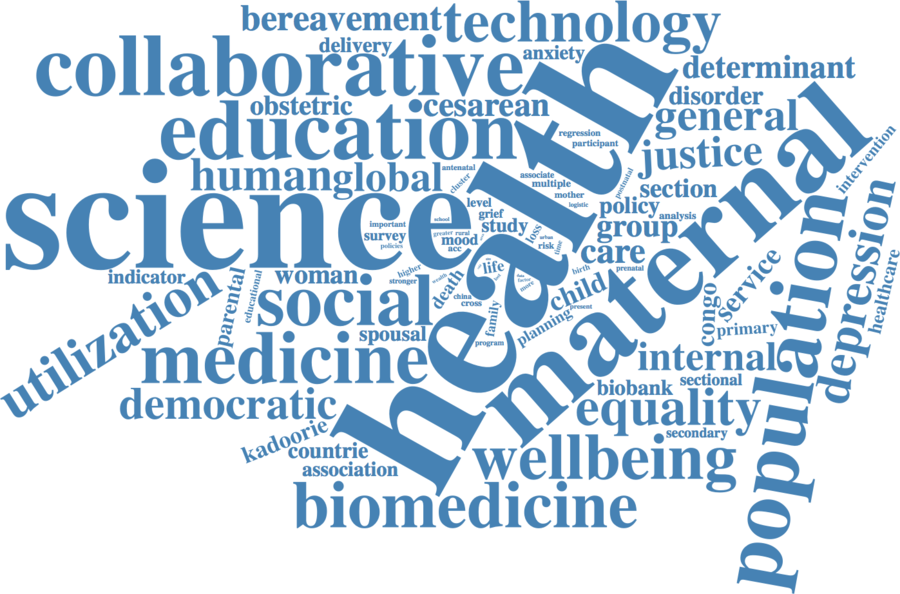 bereavement
technology
delivery
collaborative
anxiety
determinant
obstetric
cesarean
disorder
education
general
regression
participant
health
justice
maternal
intervention
antenatal
cluster
human
global
associate
multiple
mother
logistic
postnatal
section
science
level
grief
study
policy
analysis
important
survey
policies
school
greater
rural
mood
acc
loss
urban
risk
time
group
care
prenatal
birth
indicator
parental
educational
woman
higher
stronger
death
life
factor
more
child
present
service
congo
primary
population
depression
healthcare
utilization
social
spousal
china
cross
family
program
planning
medicine
internal
sectional
biobank
democratic
equality
secondary
kadoorie
countrie
association
wellbeing
biomedicine